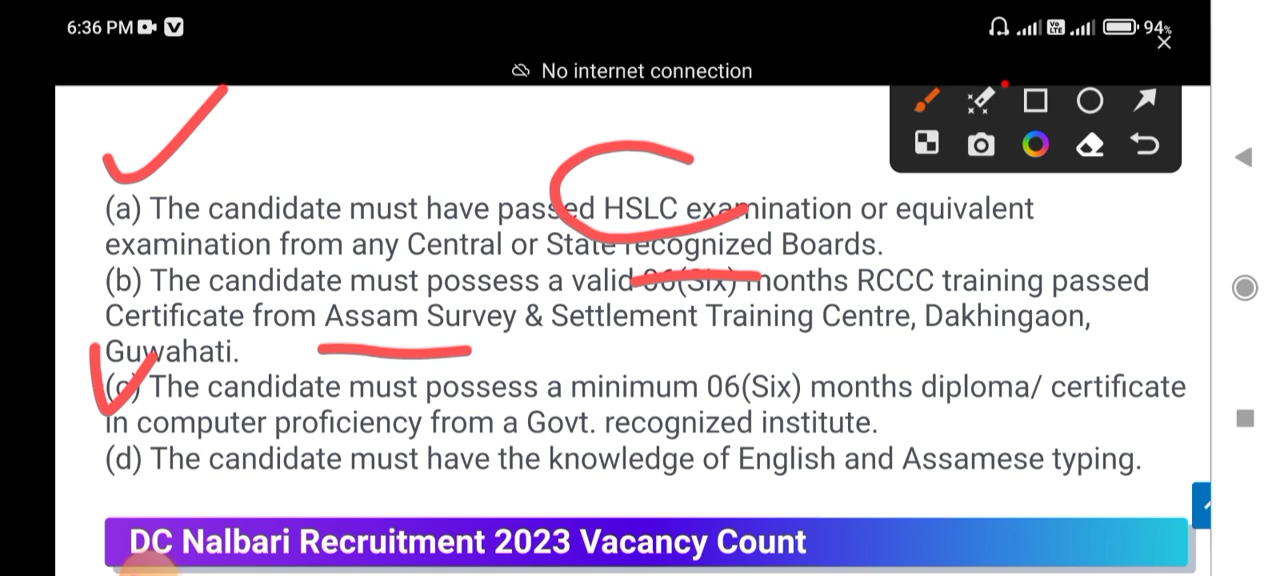 6:36 PM
94%
No internet connection
(a) The candidate must have passed HSLC examination or equivalent
examination from any Central or State recognized Boards.
(b) The candidate must possess a valid 06(Six) months RCCC training passed
Certificate from Assam Survey & Settlement Training Centre, Dakhingaon,
Guwahati.
(c) The candidate must possess a minimum 06(Six) months diploma/ certificate
in computer proficiency from a Govt. recognized institute.
(d) The candidate must have the knowledge of English and Assamese typing.
DC Nalbari Recruitment 2023 Vacancy Count